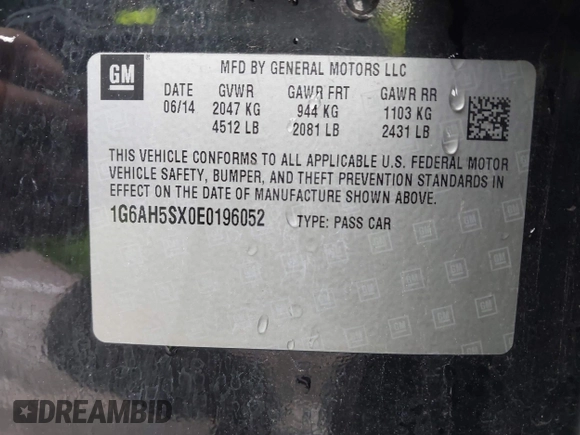 GM
MFD BY GENERAL MOTORS LLC
DATE GVWR GAWR FRT GAWR RR
06/14 2047 KG 944 KG 1103 KG
4512 LB 2081 LB 2431 LB
THIS VEHICLE CONFORMS TO ALL APPLICABLE U.S. FEDERAL MOTOR
VEHICLE SAFETY, BUMPER, AND THEFT PREVENTION STANDARDS IN
EFFECT ON THE DATE OF MANUFACTURE SHOWN ABOVE.
1G6AH5SX0E0196052 TYPE: PASS CAR
DREAMBID